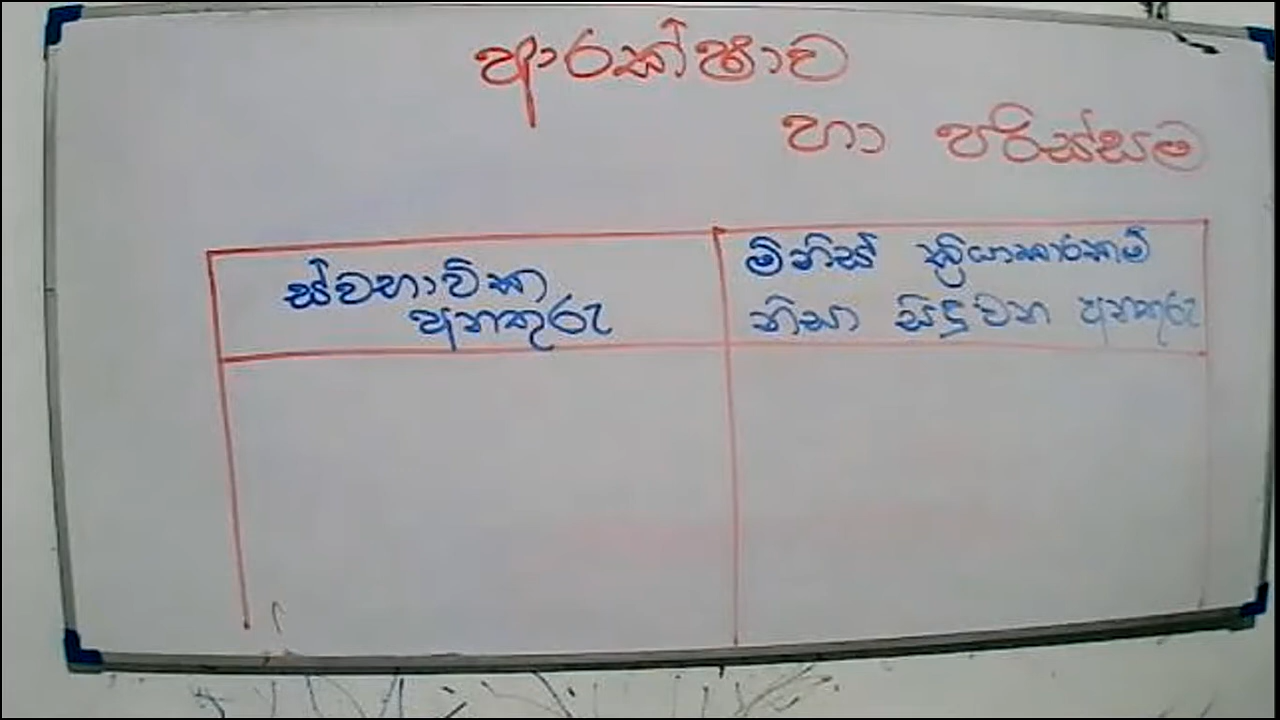 ආරක්ෂාව
හා පරිස්සම
ස්වභාවික
අනතුරු
මිනිස් ක්‍රියාකාරකම්
නිසා සිදුවන අනතුරු